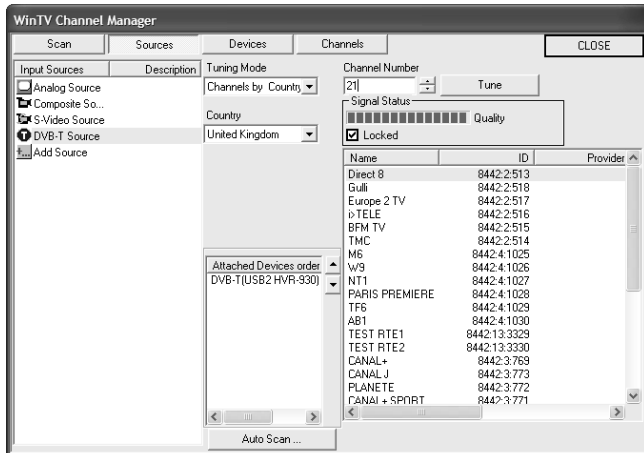 WinTV Channel Manager
Scan Sources Devices Channels CLOSE
Input Sources Description
Analog Source
Composite So...
S-Video Source
DVB-T Source
Add Source
Tuning Mode
Channels by Country
Country
United Kingdom
Attached Devices order
DVB-T(USB2 HVR-930)
Auto Scan ...
Channel Number
21 Tune
Signal Status
Quality
Locked
Name ID Provider
Direct 8 8442:2:513
Gulli 8442:2:518
Europe 2 TV 8442:2:517
i>TELE 8442:2:516
BFM TV 8442:2:515
TMC 8442:2:514
M6 8442:4:1025
W9 8442:4:1026
NT1 8442:4:1027
PARIS PREMIERE 8442:4:1028
TF6 8442:4:1029
AB1 8442:4:1030
TEST RTE1 8442:13:3329
TEST RTE2 8442:13:3330
CANAL+ 8442:3:769
CANAL J 8442:3:773
PLANETE 8442:3:772
CANAL+ SPORT 8442:3:771